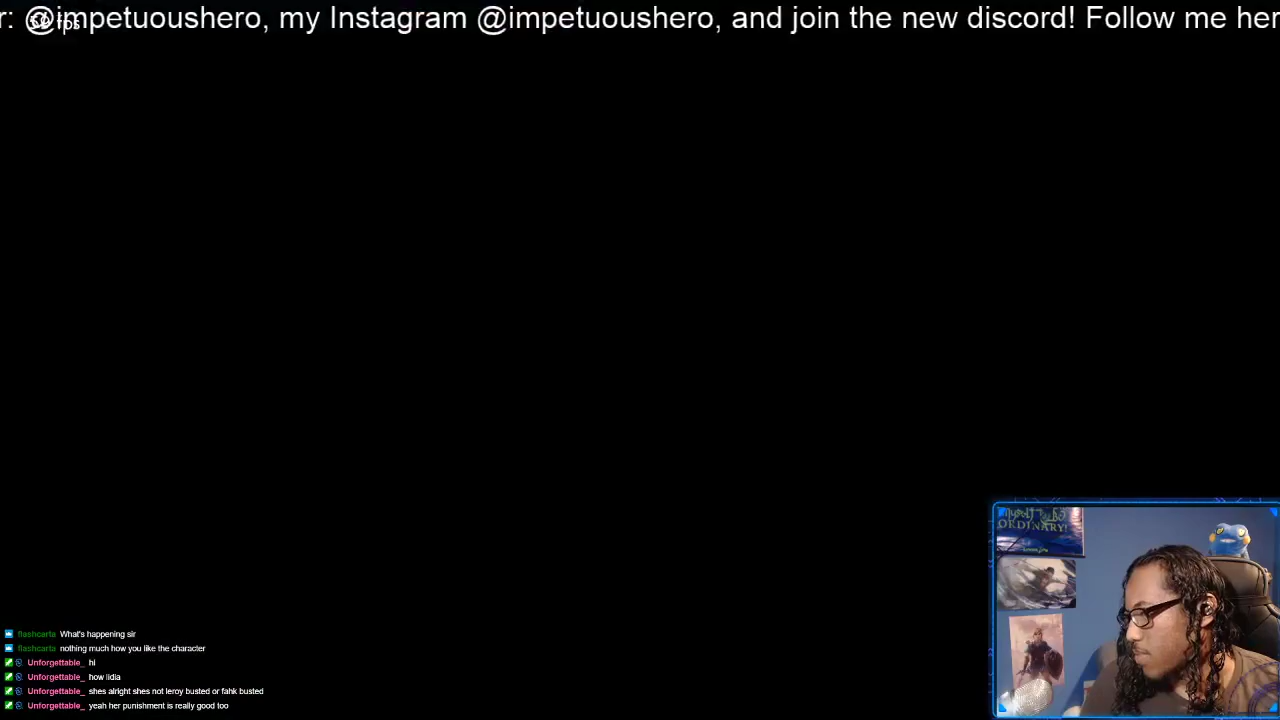 r: @impetuoushero, my Instagram @impetuoushero, and join the new discord! Follow me her
fps
ORDINARY!
flashcarta What's happening sir
flashcarta nothing much how you like the character
Unforgettable_ hi
Unforgettable_ how lidia
Unforgettable_ shes alright shes not leroy busted or fahk busted
Unforgettable_ yeah her punishment is really good too